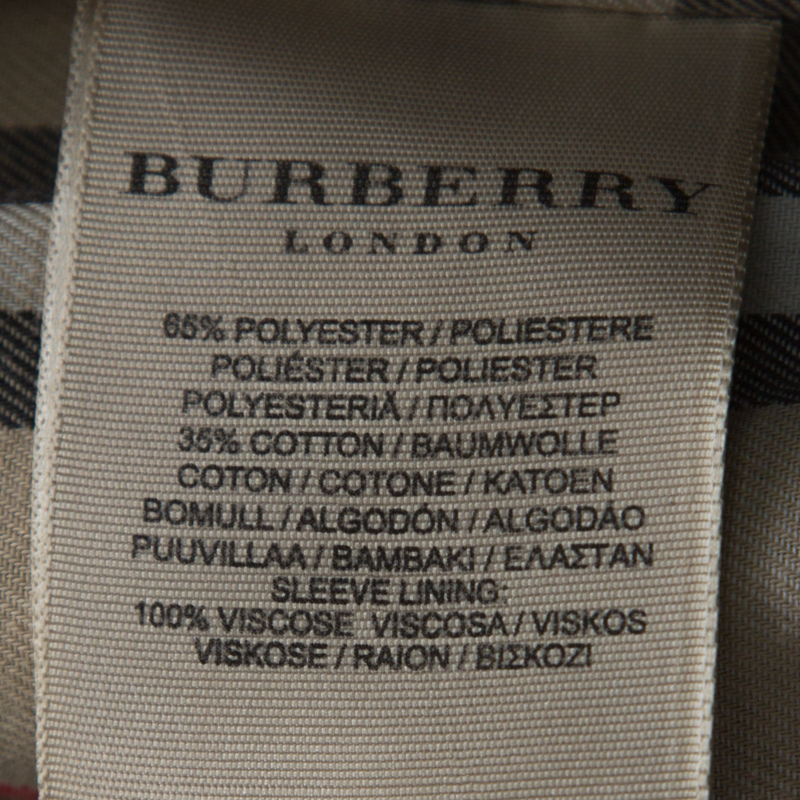 BURBERRY
LONDON
65% POLYESTER / POLIESTERE
POLIÉSTER / POLIESTER
POLYESTERIÄ / ΠΟΛΥΕΣΤΕΡ
35% COTTON / BAUMWOLLE
COTON / COTONE / KATOEN
BOMULL / ALGODÓN / ALGODÃO
PUUVILLAA / BAMBAKI / ΕΛΑΣΤΑΝ
SLEEVE LINING:
100% VISCOSE VISCOSA / VISKOS
VISKOSE / RAION / ΒΙΣΚΟΖΙ